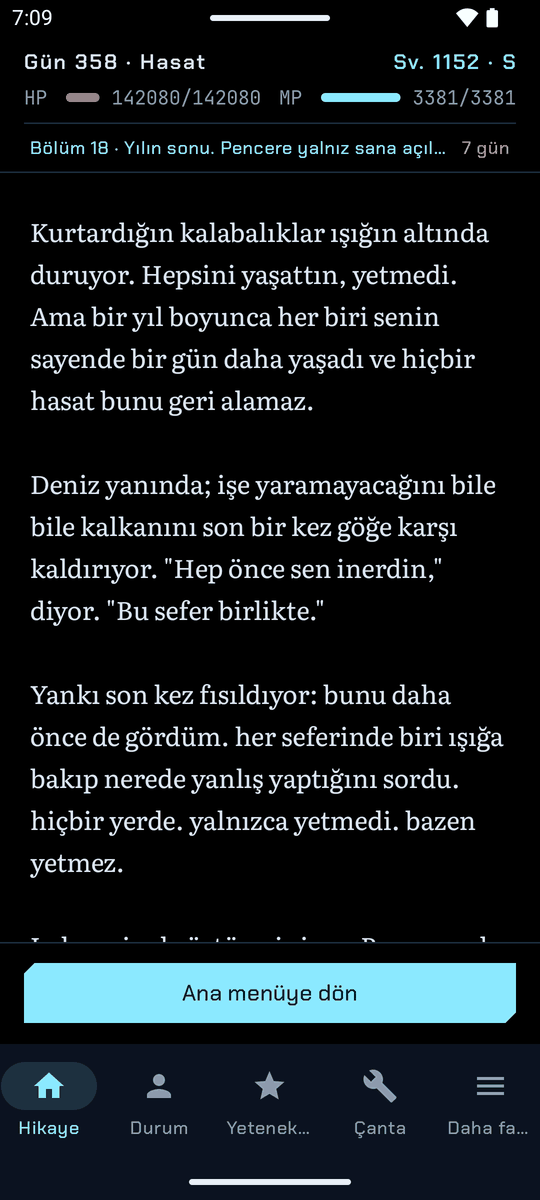 7:09
Gün 358 · Hasat
Sv. 1152 · S
HP 142080/142080 MP 3381/3381
Bölüm 18 · Yılın sonu. Pencere yalnız sana açıl... 7 gün
Kurtardığın kalabalıklar ışığın altında
duruyor. Hepsini yaşattın, yetmedi.
Ama bir yıl boyunca her biri senin
sayende bir gün daha yaşadı ve hiçbir
hasat bunu geri alamaz.
Deniz yanında; işe yaramayacağını bile
bile kalkanını son bir kez göğe karşı
kaldırıyor. "Hep önce sen inerdin,"
diyor. "Bu sefer birlikte."
Yankı son kez fısıldıyor: bunu daha
önce de gördüm. her seferinde biri ışığa
bakıp nerede yanlış yaptığını sordu.
hiçbir yerde. yalnızca yetmedi. bazen
yetmez.
Ana menüye dön
Hikaye
Durum
Yetenek...
Çanta
Daha fa...